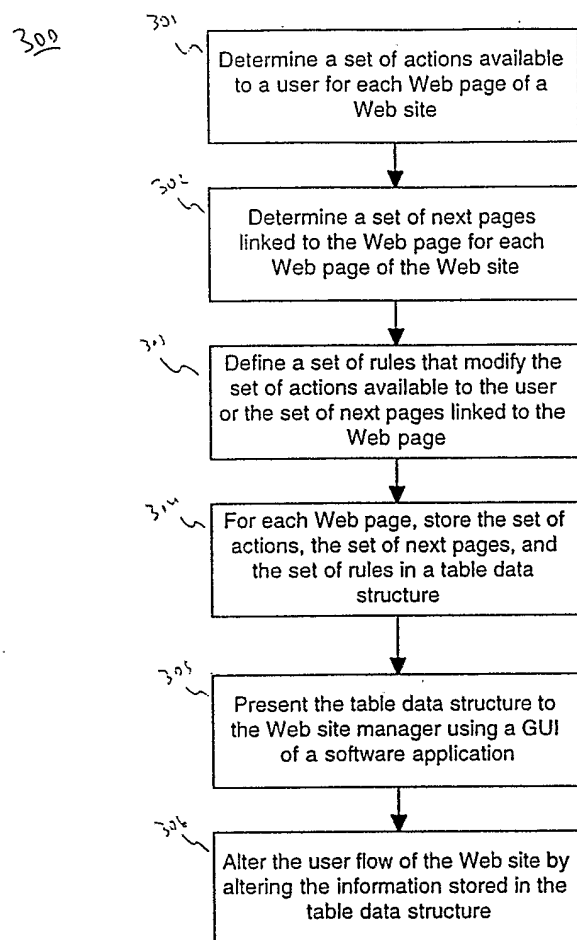 300
301
Determine a set of actions available
to a user for each Web page of a
Web site
302
Determine a set of next pages
linked to the Web page for each
Web page of the Web site
303
Define a set of rules that modify the
set of actions available to the user
or the set of next pages linked to the
Web page
304
For each Web page, store the set of
actions, the set of next pages, and
the set of rules in a table data
structure
305
Present the table data structure to
the Web site manager using a GUI
of a software application
306
Alter the user flow of the Web site by
altering the information stored in the
table data structure